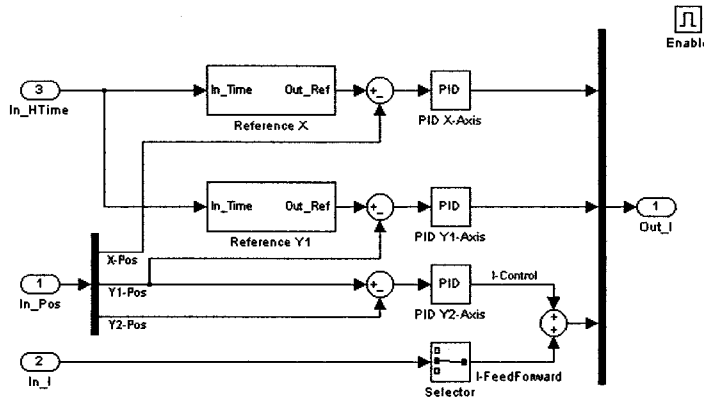 Enable
3
In_HTime
In_Time Out_Ref
Reference X
+
−
PID
PID X-Axis
In_Time Out_Ref
Reference Y1
+
−
PID
PID Y1-Axis
1
Out_I
1
In_Pos
X-Pos
Y1-Pos
Y2-Pos
+
−
PID
PID Y2-Axis
I-Control
+
+
2
In_I
Selector
I-FeedForward